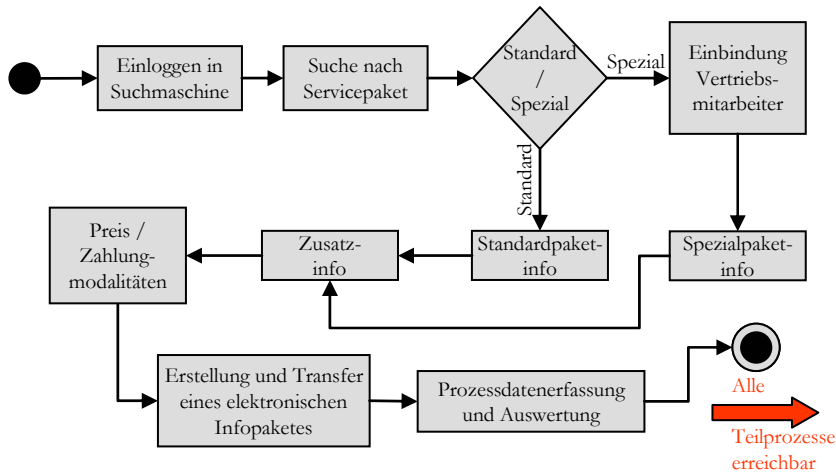 Einloggen in
Suchmaschine
Suche nach
Servicepaket
Standard
/
Spezial
Spezial
Einbindung
Vertriebs-
mitarbeiter
Standard
Preis /
Zahlung-
modalitäten
Zusatz-
info
Standardpaket-
info
Spezialpaket-
info
Erstellung und Transfer
eines elektronischen
Infopaketes
Prozessdatenerfassung
und Auswertung
Alle
Teilprozesse
erreichbar